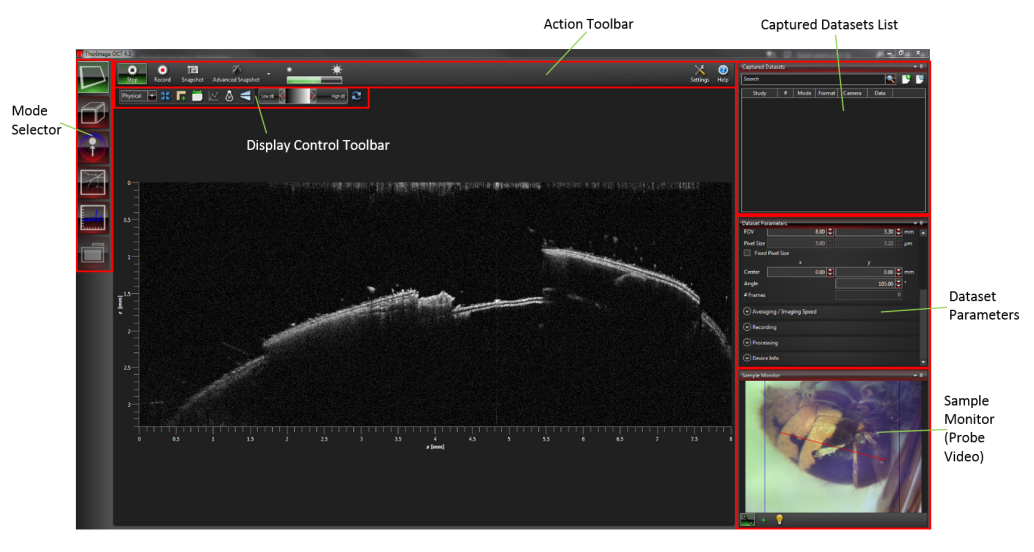 Action Toolbar
Captured Datasets List
ThorImage OCT 4.2
Stop
Record
Snapshot
Advanced Snapshot
Settings
Help
Physical
Low dB
High dB
Mode
Selector
Display Control Toolbar
Captured Datasets
Search
Study # Mode Format Camera Date
z [mm]
0
0.5
1
1.5
2
2.5
3
0 0.5 1 1.5 2 2.5 3 3.5 4 4.5 5 5.5 6 6.5 7 7.5 8
x [mm]
Dataset Parameters
FOV 8.00 3.30 mm
Pixel Size 5.00 3.22 μm
Fixed Pixel Size
x y
Center 0.00 0.00 mm
Angle 105.00 °
# Frames 0
Averaging / Imaging Speed
Recording
Processing
Device Info
Dataset
Parameters
Sample Monitor
Sample
Monitor
(Probe
Video)